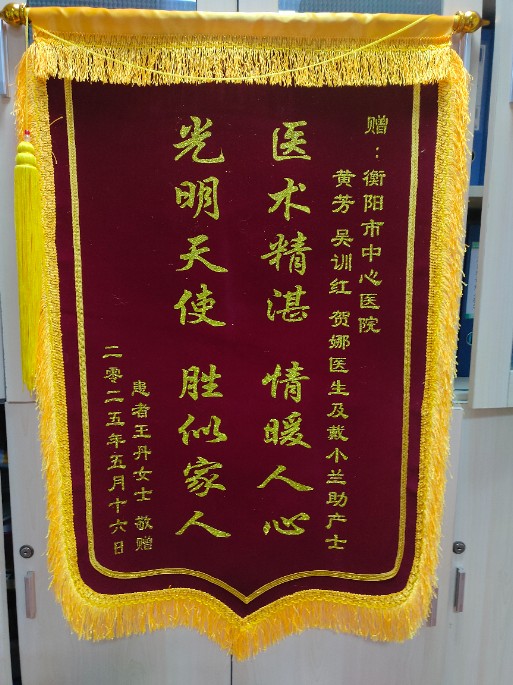 赠：衡阳市中心医院
黄芳 吴训红 贺娜医生及戴小兰助产士
医术精湛 情暖人心
光明天使 胜似家人
患者王丹女士 敬赠
二零二五年五月十六日